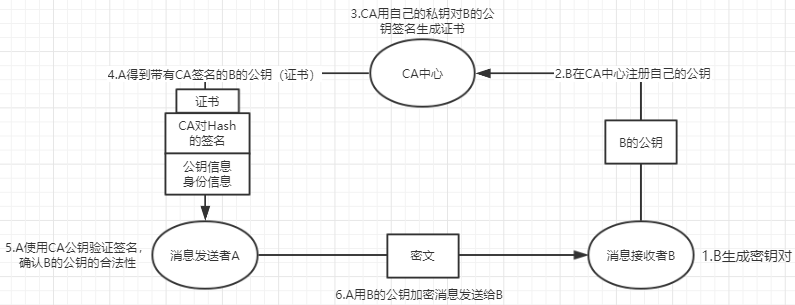 3.CA用自己的私钥对B的公
钥签名生成证书
CA中心
4.A得到带有CA签名的B的公钥（证书）
2.B在CA中心注册自己的公钥
证书
CA对Hash
的签名
公钥信息
身份信息
B的公钥
5.A使用CA公钥验证签名，
确认B的公钥的合法性
消息发送者A
密文
消息接收者B
1.B生成密钥对
6.A用B的公钥加密消息发送给B